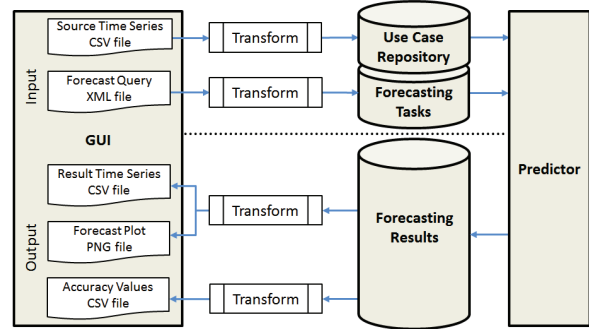 Source Time Series
CSV file
Transform
Use Case
Repository
Input
Forecast Query
XML file
Transform
Forecasting
Tasks
GUI
Predictor
Result Time Series
CSV file
Transform
Forecasting
Results
Output
Forecast Plot
PNG file
Accuracy Values
CSV file
Transform